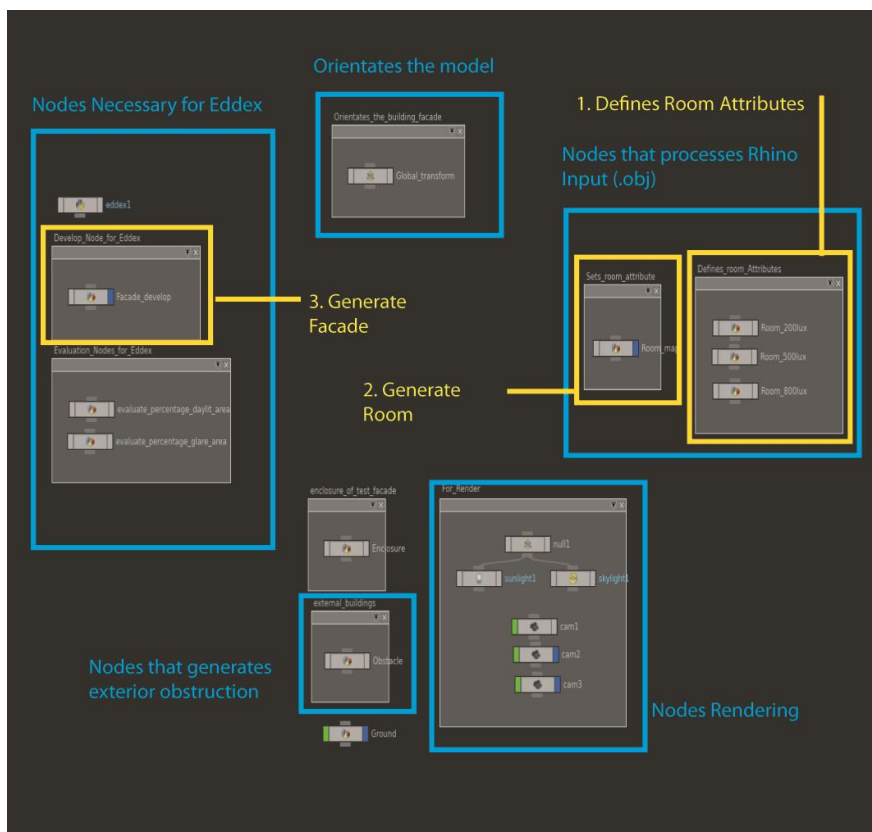 Orientates the model
Nodes Necessary for Eddex
1. Defines Room Attributes
Orientates_the_building_facade
Nodes that processes Rhino
Input (.obj)
Global_transform
eddex1
Develop_Node_for_Eddex
Facade_develop
3. Generate
Facade
Sets_room_attribute
Room_map
Defines_room_Attributes
Room_200lux
Room_500lux
Room_800lux
Evaluation_Nodes_for_Eddex
evaluate_percentage_daylit_area
evaluate_percentage_glare_area
2. Generate
Room
enclosure_of_test_facade
Enclosure
For_Render
null1
sunlight1
skylight1
cam1
cam2
cam3
external_buildings
Obstacle
Nodes that generates
exterior obstruction
Ground
Nodes Rendering